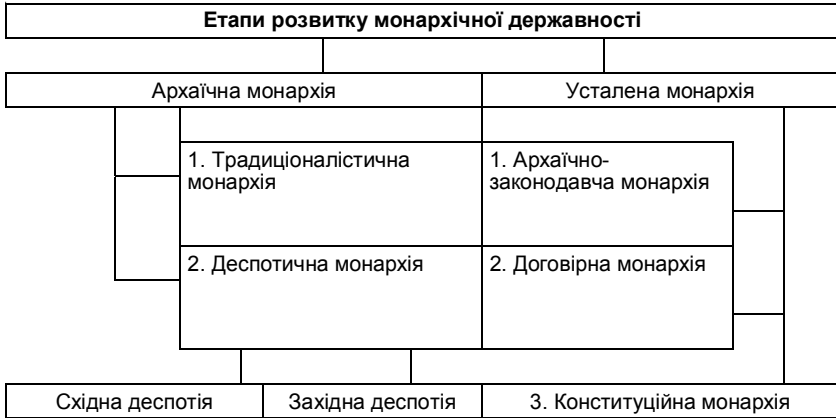 Етапи розвитку монархічної державності
Архаїчна монархія
Усталена монархія
1. Традиціоналістична
монархія
1. Архаїчно-
законодавча монархія
2. Деспотична монархія
2. Договірна монархія
Східна деспотія
Західна деспотія
3. Конституційна монархія